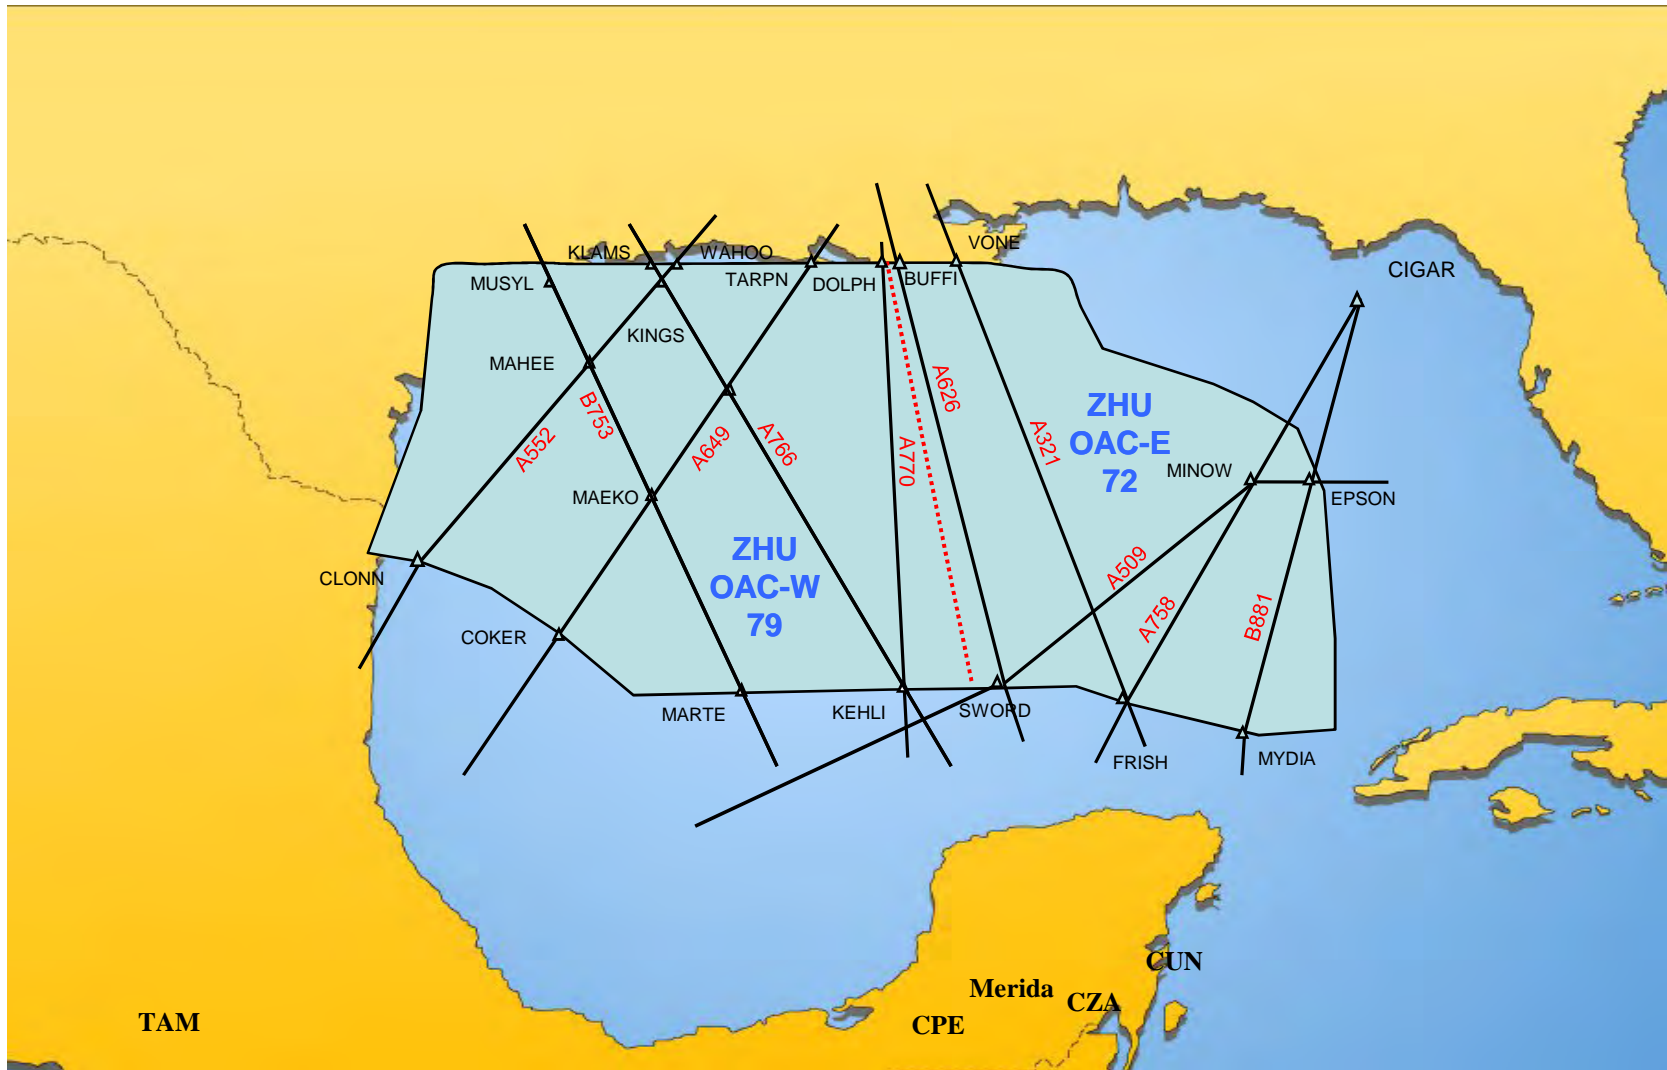 VONE
KLAMS
WAHOO
CIGAR
MUSYL
TARPN
DOLPH
BUFFI
KINGS
MAHEE
A626
B753
ZHU
OAC-E
72
A552
A649
A766
A770
A321
MINOW
EPSON
MAEKO
ZHU
OAC-W
79
A509
CLONN
A758
B881
COKER
MARTE
KEHLI
SWORD
FRISH
MYDIA
CUN
Merida
CZA
TAM
CPE